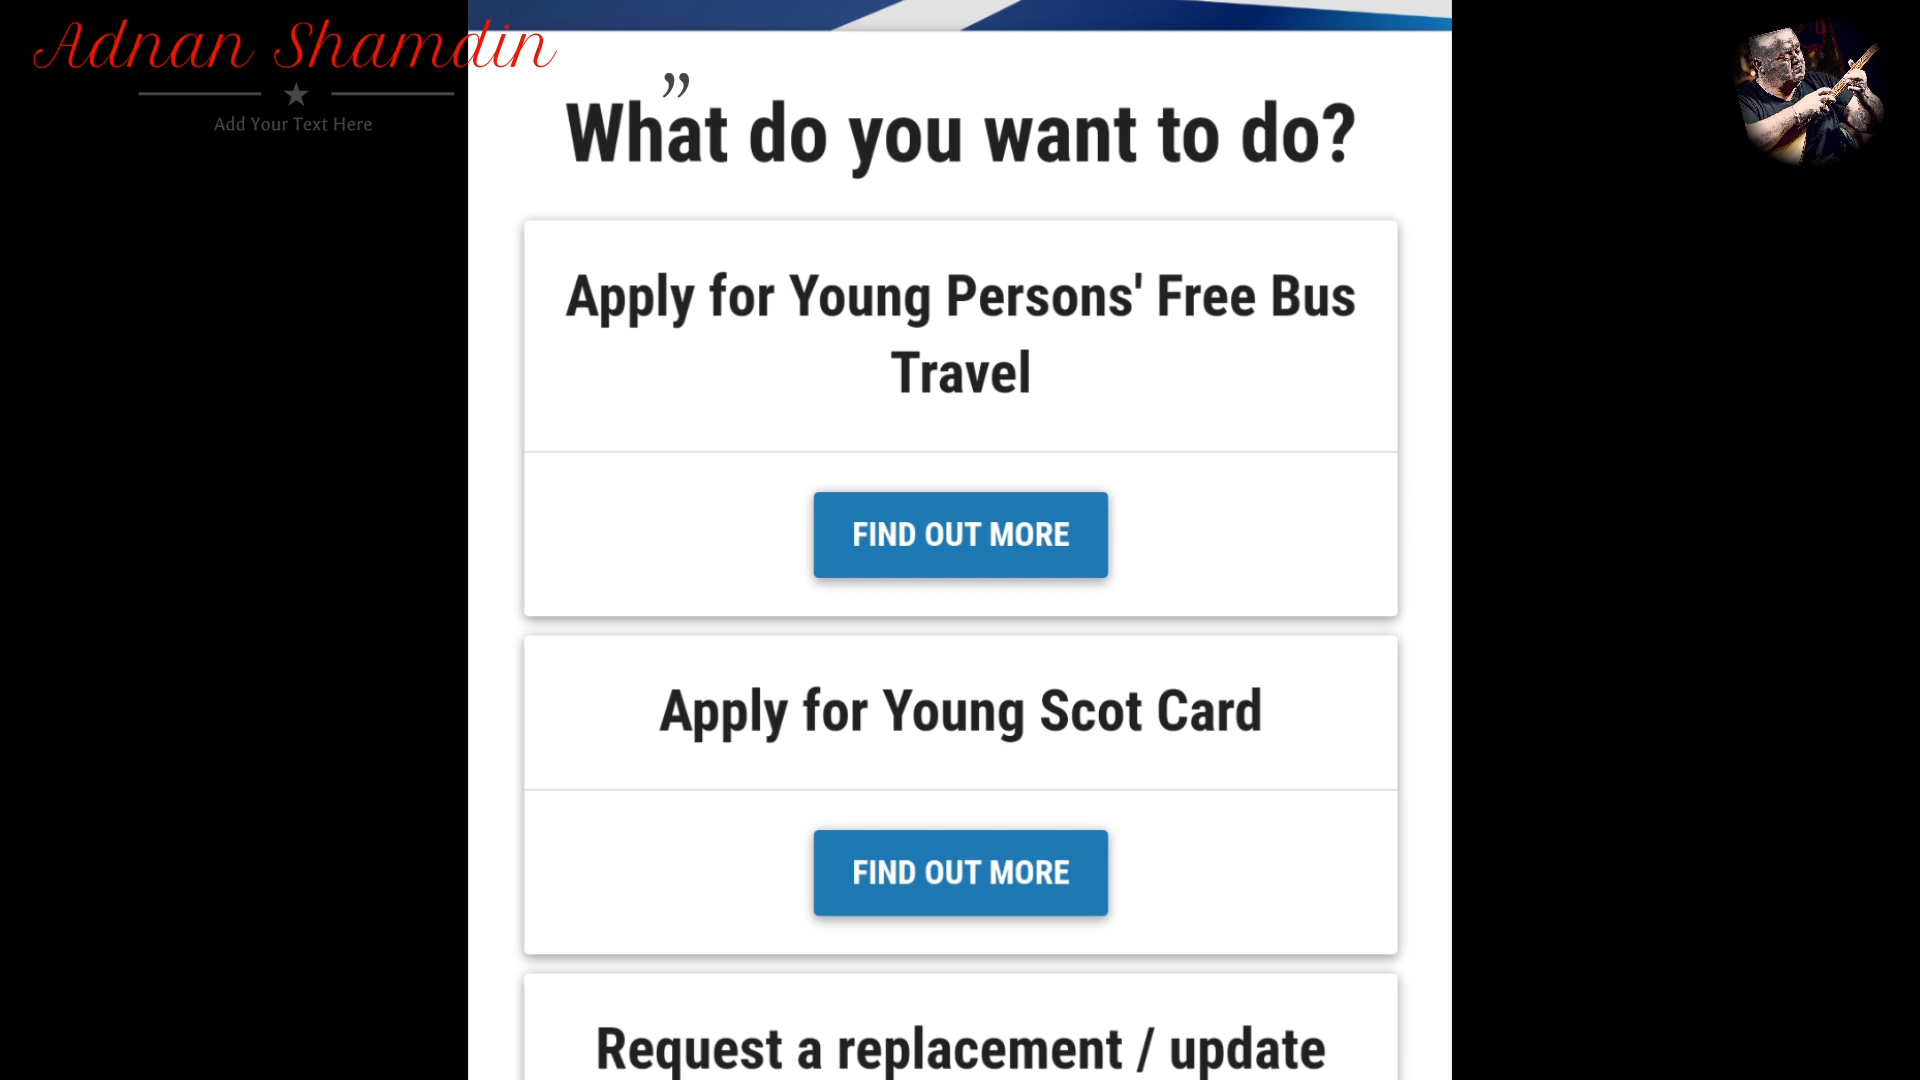 Adnan Shamdin
Add Your Text Here
”
What do you want to do?
Apply for Young Persons' Free Bus
Travel
FIND OUT MORE
Apply for Young Scot Card
FIND OUT MORE
Request a replacement / update